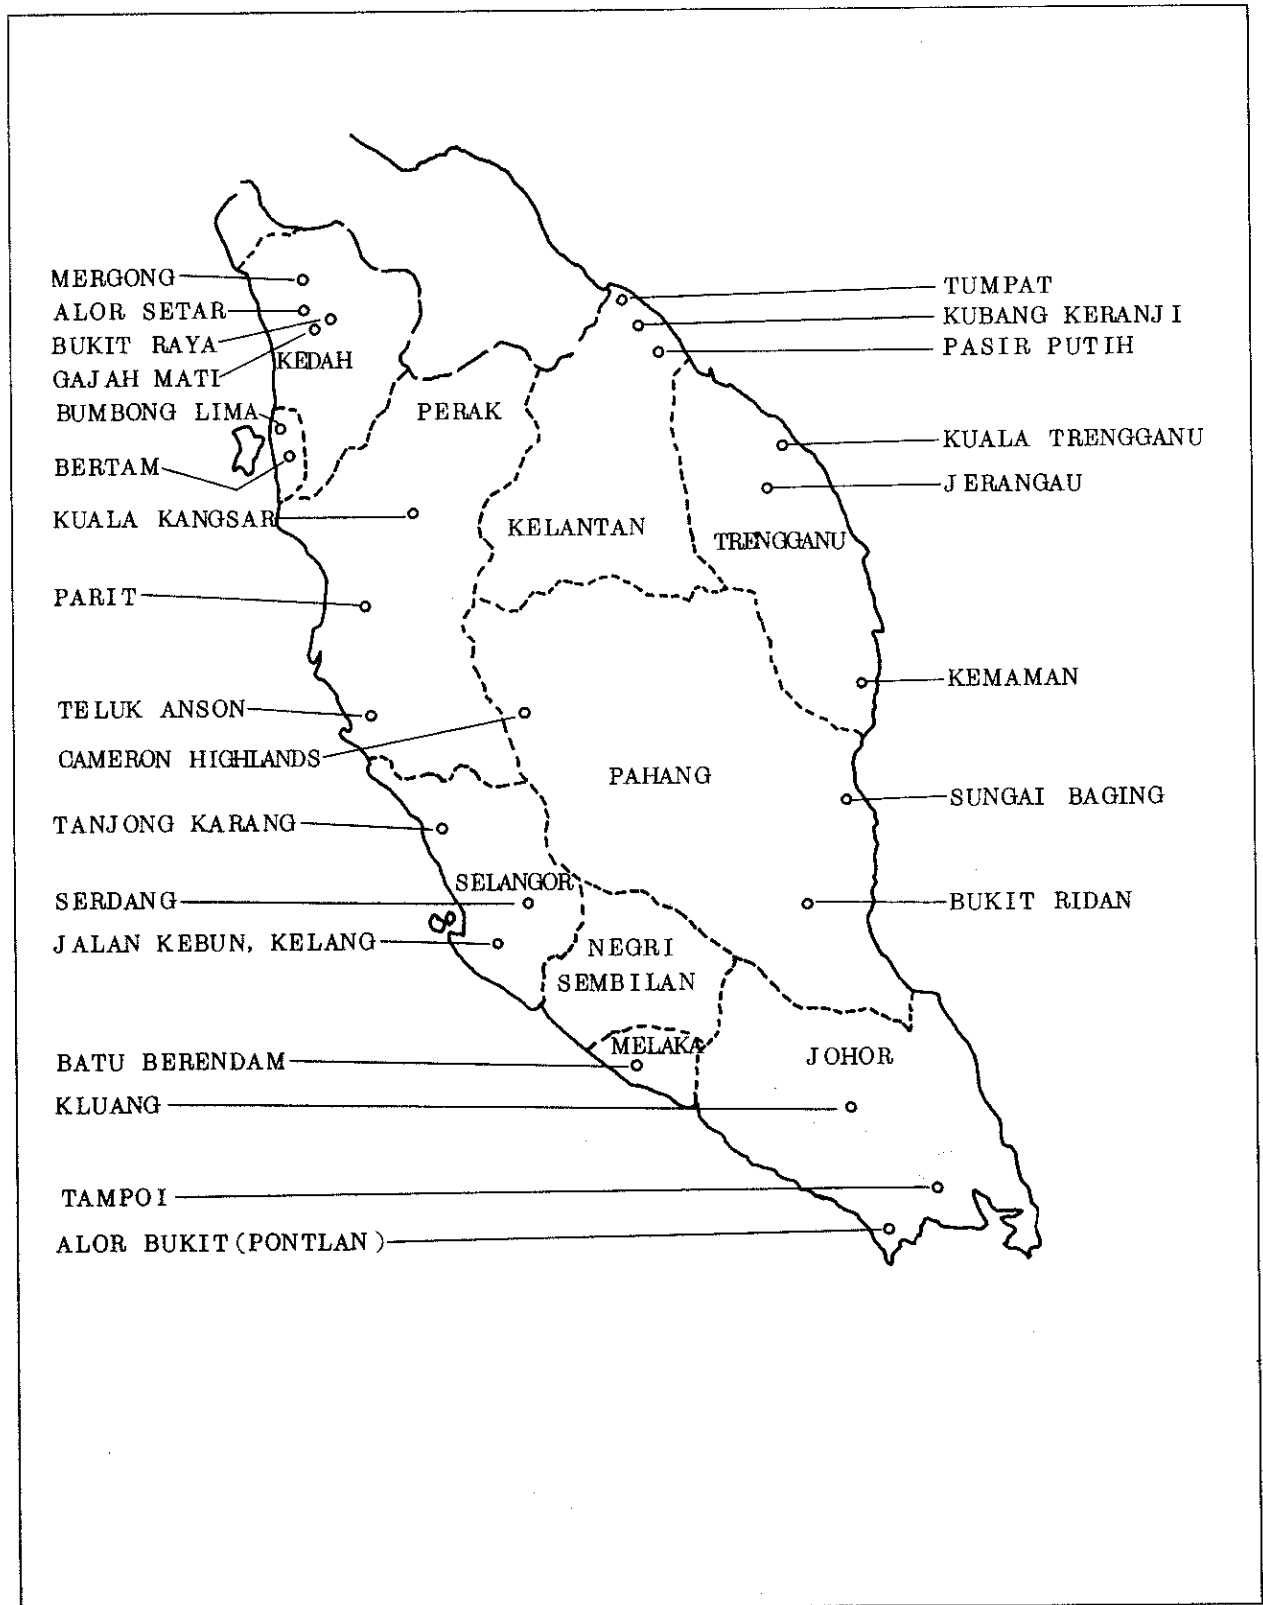 MERGONG
ALOR SETAR
BUKIT RAYA
GAJAH MATI
BUMBONG LIMA
BERTAM
KUALA KANGSAR
PARIT
TELUK ANSON
CAMERON HIGHLANDS
TANJONG KARANG
SERDANG
JALAN KEBUN, KELANG
BATU BERENDAM
KLUANG
TAMPOI
ALOR BUKIT (PONTLAN)
KEDAH
PERAK
KELANTAN
TRENGGANU
PAHANG
SELANGOR
NEGRI
SEMBILAN
MELAKA
JOHOR
TUMPAT
KUBANG KERANJI
PASIR PUTIH
KUALA TRENGGANU
JERANGAU
KEMAMAN
SUNGAI BAGING
BUKIT RIDAN